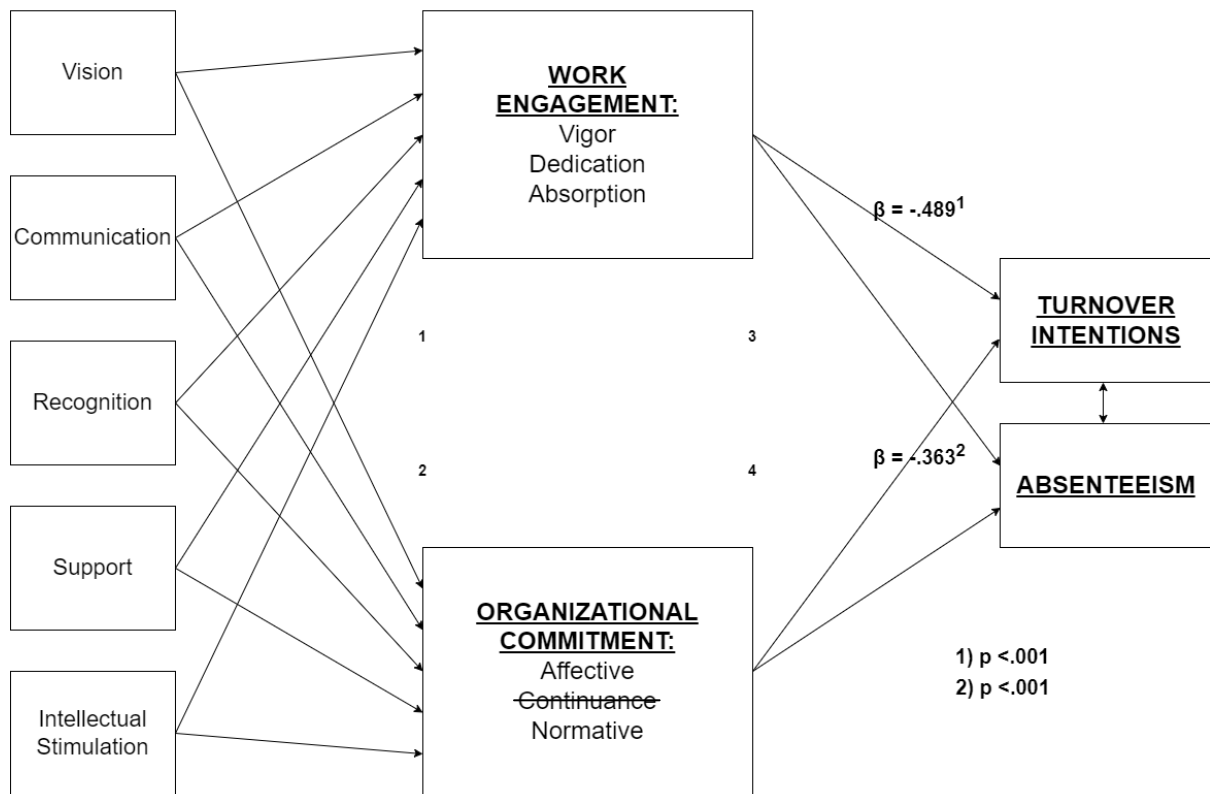 Vision
Communication
Recognition
Support
Intellectual
Stimulation
WORK
ENGAGEMENT:
Vigor
Dedication
Absorption
1
2
ORGANIZATIONAL
COMMITMENT:
Affective
Continuance
Normative
3
4
β = -.489¹
β = -.363²
TURNOVER
INTENTIONS
ABSENTEEISM
1) p <.001
2) p <.001